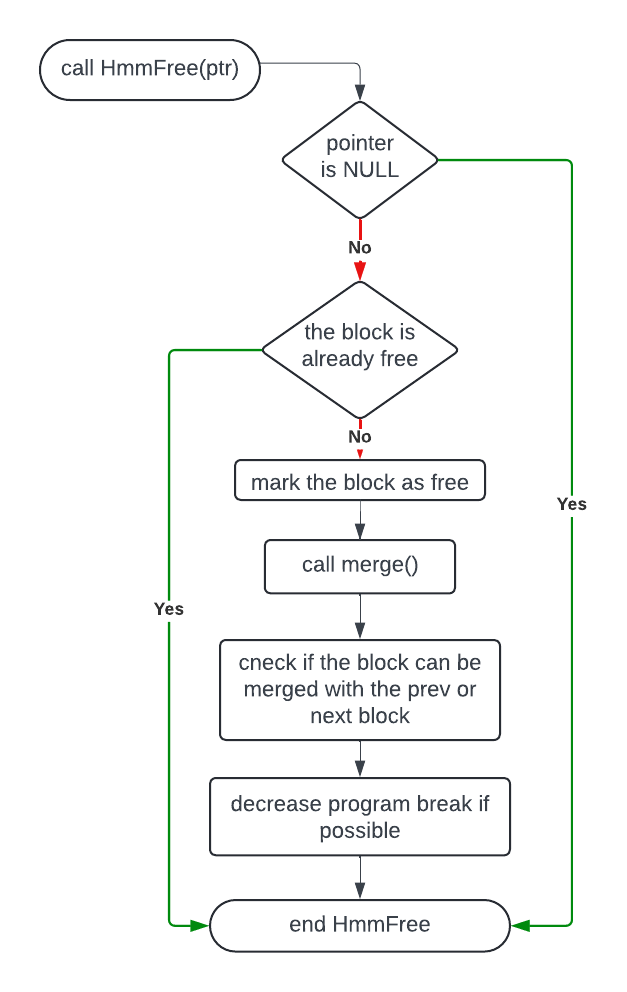 call HmmFree(ptr)
pointer
is NULL
No
the block is
already free
No
mark the block as free
Yes
call merge()
Yes
cneck if the block can be
merged with the prev or
next block
decrease program break if
possible
end HmmFree